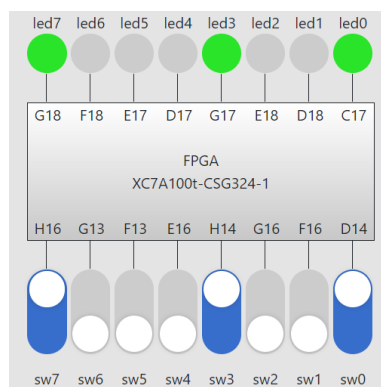 led7 led6 led5 led4 led3 led2 led1 led0
G18 F18 E17 D17 G17 E18 D18 C17
FPGA
XC7A100t-CSG324-1
H16 G13 F13 E16 H14 G16 F16 D14
sw7 sw6 sw5 sw4 sw3 sw2 sw1 sw0